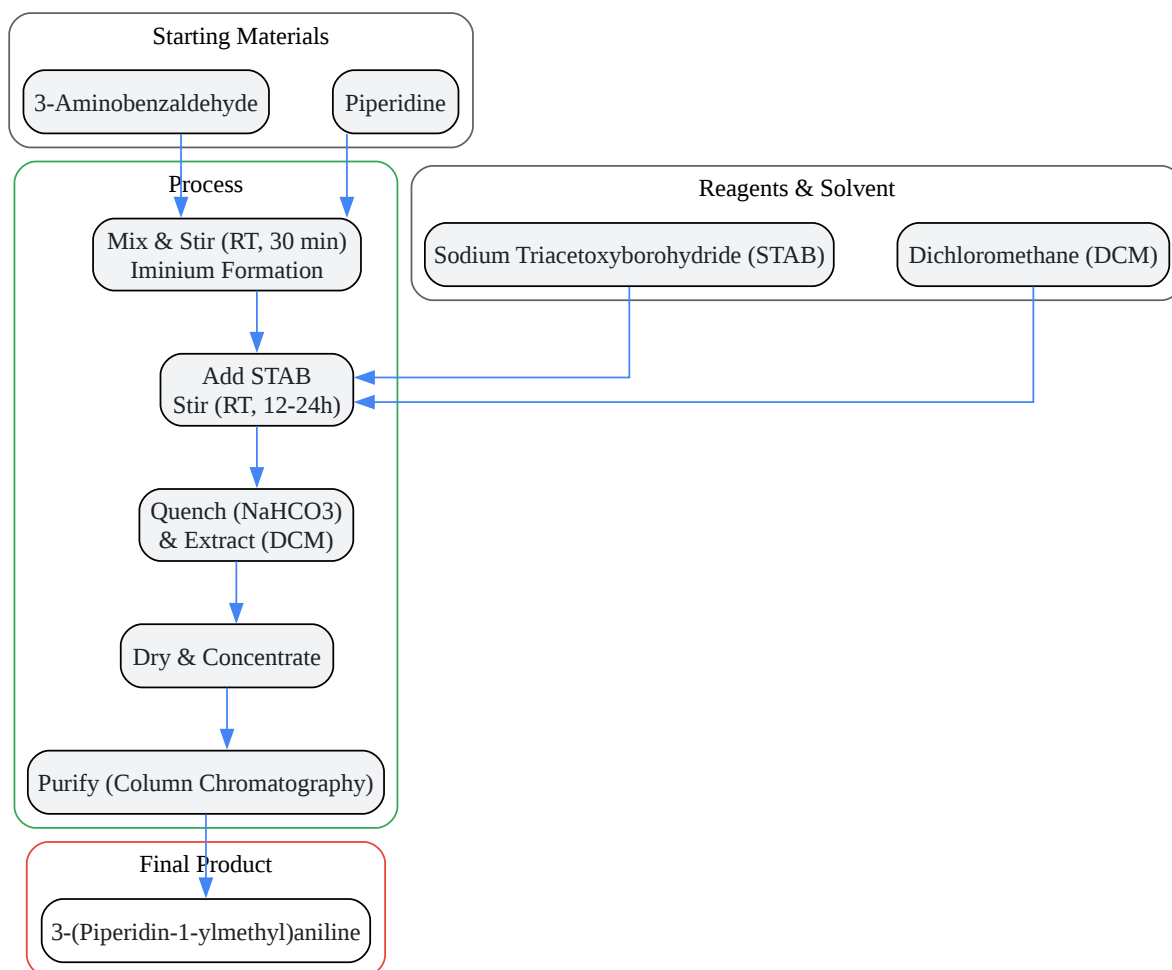 Starting Materials
3-Aminobenzaldehyde
Piperidine
Process
Mix & Stir (RT, 30 min)
Iminium Formation
Reagents & Solvent
Sodium Triacetoxyborohydride (STAB)
Dichloromethane (DCM)
Add STAB
Stir (RT, 12-24h)
Quench (NaHCO3)
& Extract (DCM)
Dry & Concentrate
Purify (Column Chromatography)
Final Product
3-(Piperidin-1-ylmethyl)aniline